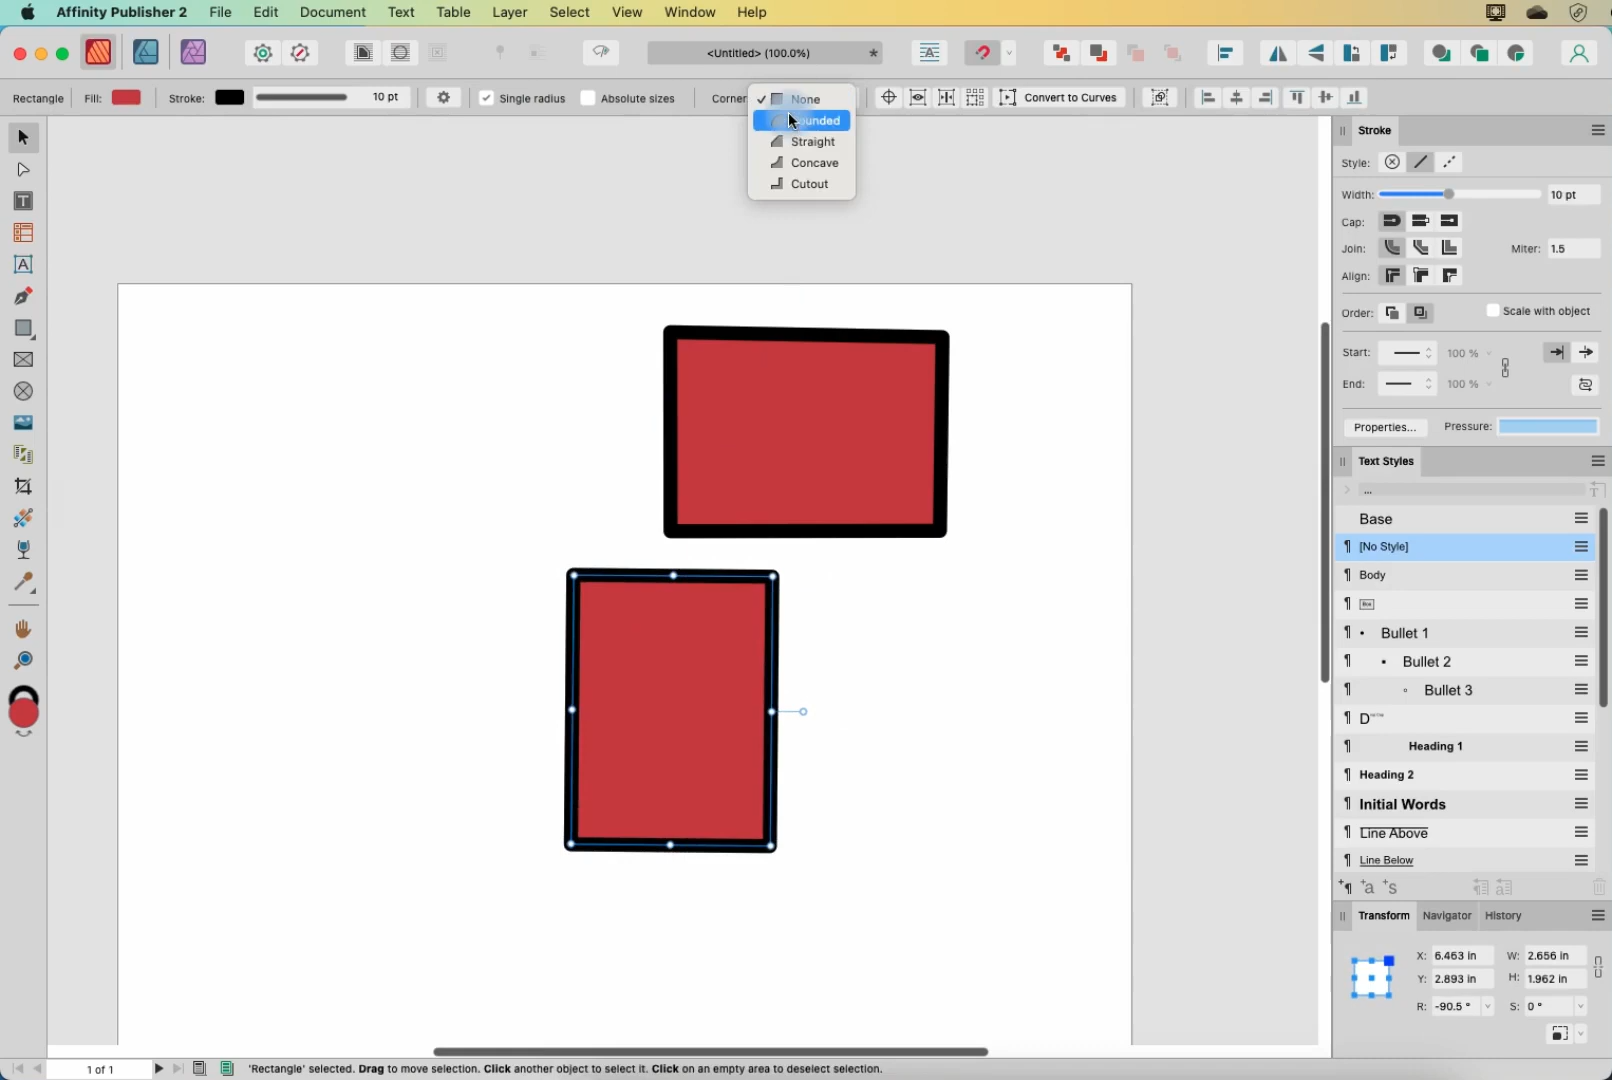 Affinity Publisher 2 File Edit Document Text Table Layer Select View Window Help
<Untitled> (100.0%) *
Rectangle Fill: Stroke: 10 pt Single radius Absolute sizes Corner Convert to Curves
None
Rounded
Straight
Concave
Cutout
Stroke
Style:
Width: 10 pt
Cap:
Join: Miter: 1.5
Align:
Order: Scale with object
Start: 100 %
End: 100 %
Properties... Pressure:
Text Styles
...
Base
¶ [No Style]
¶ Body
¶
¶ • Bullet 1
¶ ▪ Bullet 2
¶ ◦ Bullet 3
¶ D
¶ Heading 1
¶ Heading 2
¶ Initial Words
¶ Line Above
¶ Line Below
Transform Navigator History
X: 6.463 in W: 2.656 in
Y: 2.893 in H: 1.962 in
R: -90.5 ° S: 0 °
1 of 1 'Rectangle' selected. Drag to move selection. Click another object to select it. Click on an empty area to deselect selection.